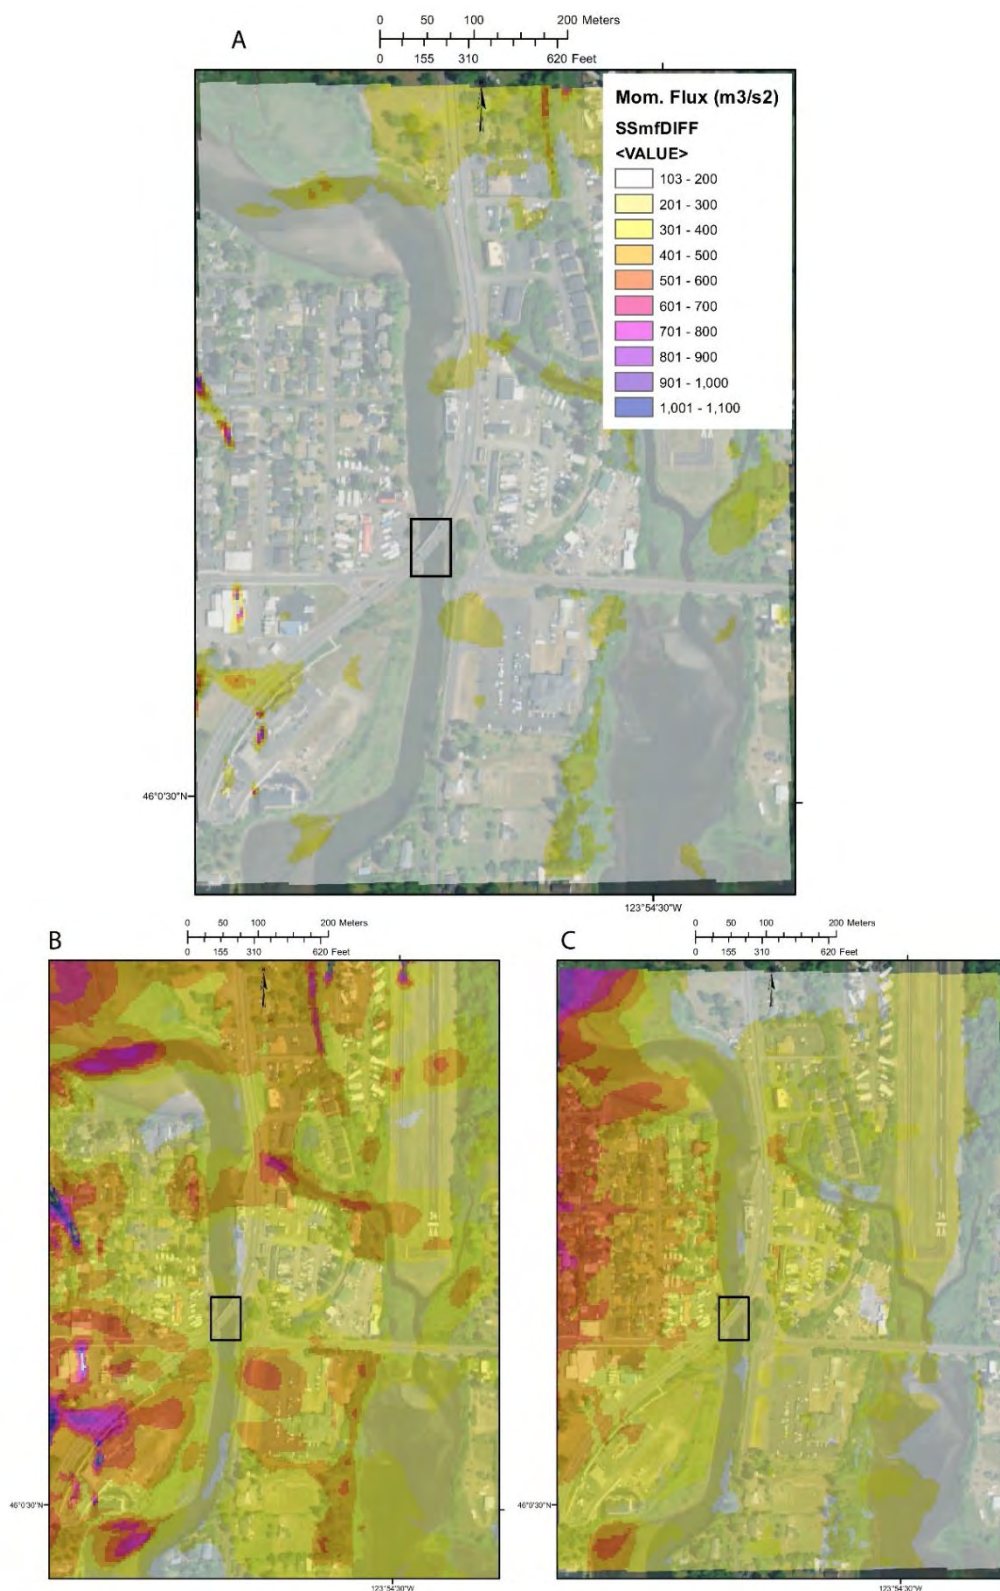 A
0 50 100 200 Meters
0 155 310 620 Feet
Mom. Flux (m3/s2)
SSmfDIFF
<VALUE>
103 - 200
201 - 300
301 - 400
401 - 500
501 - 600
601 - 700
701 - 800
801 - 900
901 - 1,000
1,001 - 1,100
46°0'30"N
123°54'30"W
B
0 50 100 200 Meters
0 155 310 620 Feet
46°0'30"N
123°54'30"W
C
0 50 100 200 Meters
0 155 310 620 Feet
46°0'30"N
123°54'30"W